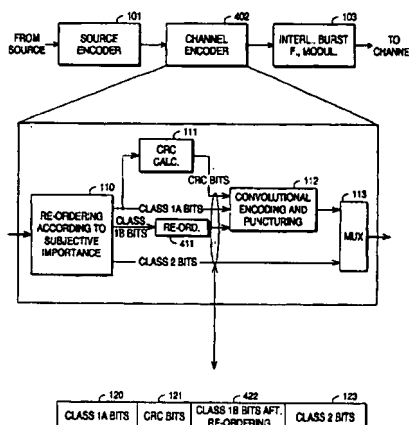 101
402
103
FROM
SOURCE
SOURCE
ENCODER
CHANNEL
ENCODER
INTERL. BURST
F., MODUL.
TO
CHANNEL
111
CRC
CALC.
CRC BITS
110
112
113
RE-ORDERING
ACCORDING TO
SUBJECTIVE
IMPORTANCE
CLASS 1A BITS
CLASS
1B BITS
RE-ORD.
411
CONVOLUTIONAL
ENCODING AND
PUNCTURING
MUX
CLASS 2 BITS
120
121
422
123
CLASS 1A BITS
CRC BITS
CLASS 1B BITS AFT.
RE-ORDERING
CLASS 2 BITS